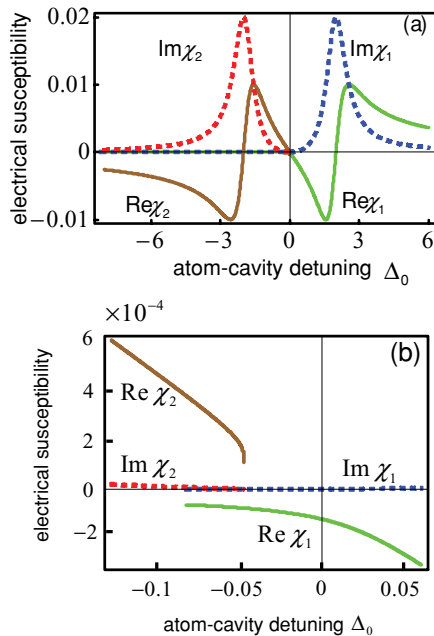 (a)
0.02
Imχ₂
Imχ₁
0.01
0
−0.01
Reχ₂
Reχ₁
electrical susceptibility
−6
−3
0
3
6
atom-cavity detuning Δ₀
×10⁻⁴
(b)
6
4
2
0
−2
Re χ₂
Im χ₂
Im χ₁
Re χ₁
electrical susceptibility
−0.1
−0.05
0
0.05
atom-cavity detuning Δ₀